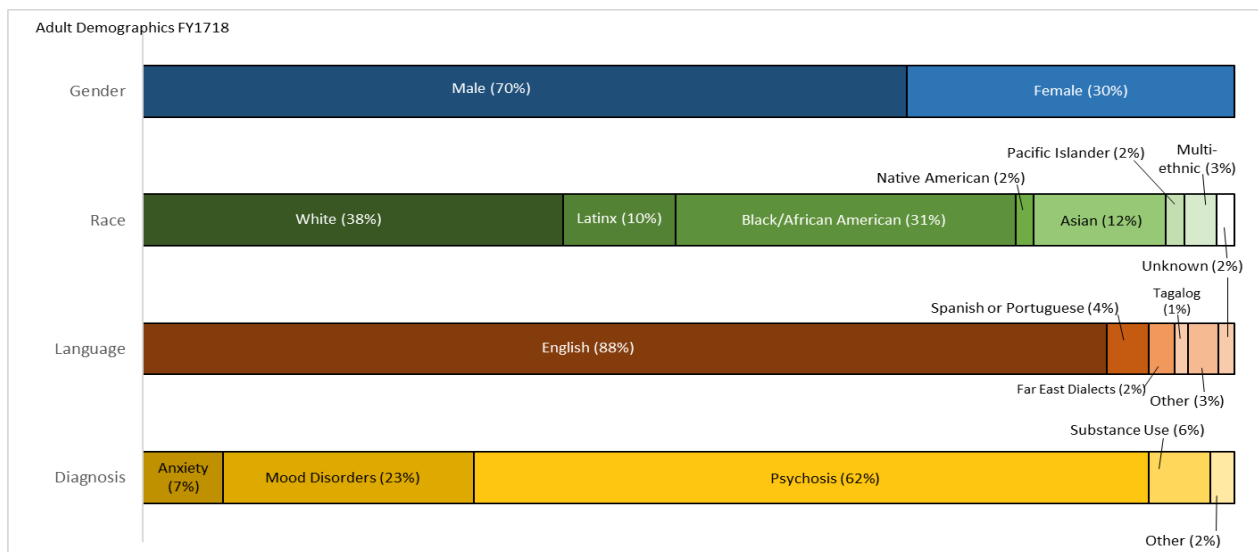 Adult Demographics FY1718
Gender
Male (70%)
Female (30%)
Race
White (38%)
Latinx (10%)
Black/African American (31%)
Native American (2%)
Asian (12%)
Pacific Islander (2%)
Multi-
ethnic (3%)
Unknown (2%)
Language
English (88%)
Spanish or Portuguese (4%)
Far East Dialects (2%)
Tagalog
(1%)
Other (3%)
Diagnosis
Anxiety
(7%)
Mood Disorders (23%)
Psychosis (62%)
Substance Use (6%)
Other (2%)